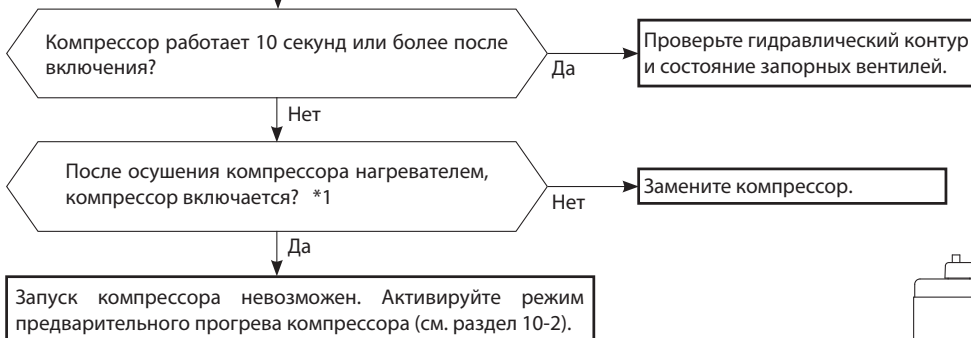 Компрессор работает 10 секунд или более после
включения?
Да
Проверьте гидравлический контур
и состояние запорных вентилей.
Нет
После осушения компрессора нагревателем,
компрессор включается? *1
Нет
Замените компрессор.
Да
Запуск компрессора невозможен. Активируйте режим
предварительного прогрева компрессора (см. раздел 10-2).